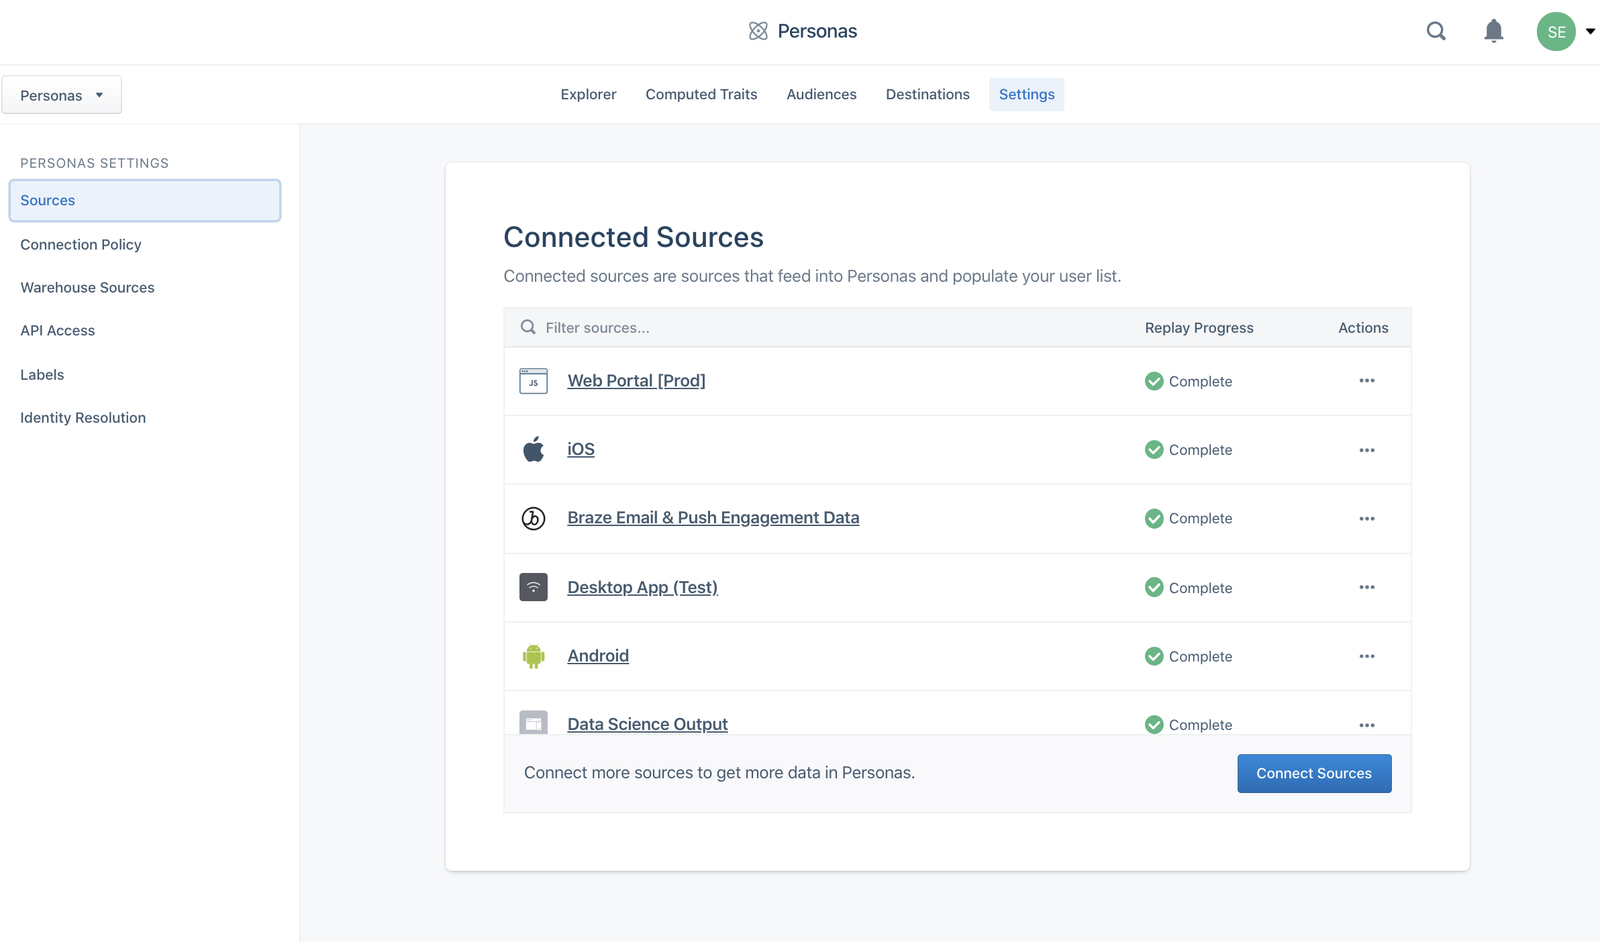 Personas
SE
Personas
Explorer
Computed Traits
Audiences
Destinations
Settings
PERSONAS SETTINGS
Sources
Connection Policy
Warehouse Sources
API Access
Labels
Identity Resolution
Connected Sources
Connected sources are sources that feed into Personas and populate your user list.
Filter sources...
Replay Progress
Actions
JS
Web Portal [Prod]
Complete
iOS
Complete
Braze Email & Push Engagement Data
Complete
Desktop App (Test)
Complete
Android
Complete
Data Science Output
Complete
Connect more sources to get more data in Personas.
Connect Sources